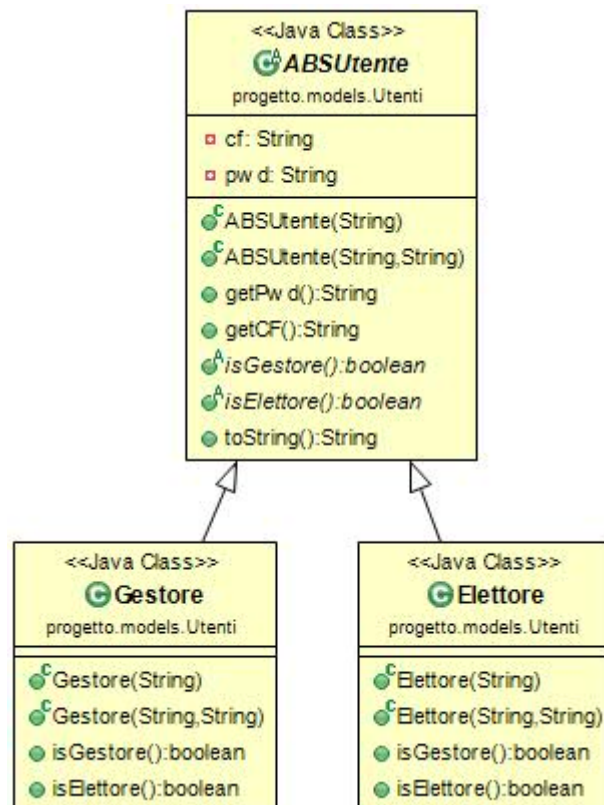 <<Java Class>>
ABSUtente
progetto.models.Utenti
cf: String
pwd: String
ABSUtente(String)
ABSUtente(String,String)
getPwd():String
getCF():String
isGestore():boolean
isElettore():boolean
toString():String
<<Java Class>>
Gestore
progetto.models.Utenti
Gestore(String)
Gestore(String,String)
isGestore():boolean
isElettore():boolean
<<Java Class>>
Elettore
progetto.models.Utenti
Elettore(String)
Elettore(String,String)
isGestore():boolean
isElettore():boolean